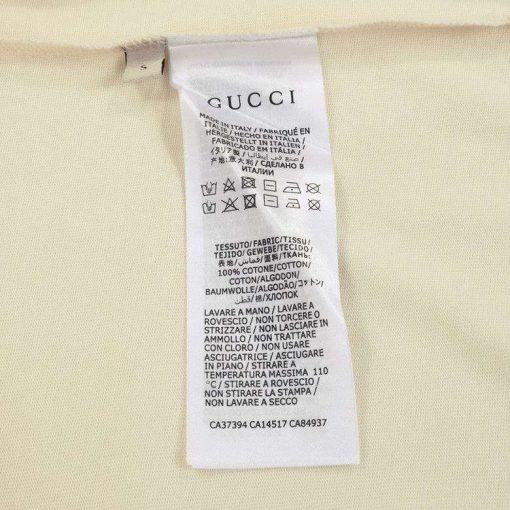 S
GUCCI
MADE IN ITALY / FABRIQUÉ EN
ITALIE / HERGESTELLT IN ITALIEN /
FABRICADO EN ITALIA /
FABRICADO EM ITÁLIA /
イタリア製 / صنع في إيطاليا /
产地:意大利 / СДЕЛАНО В
ИТАЛИИ
TESSUTO/FABRIC/TISSU/
TEJIDO/ GEWEBE/TECIDO/
表地/قماش/面料/ТКАНЬ:
100% COTONE/COTTON/
COTON/ALGODON/
BAUMWOLLE/ALGODÃO/コットン/
قطن/棉/ХЛОПОК
LAVARE A MANO / LAVARE A
ROVESCIO / NON TORCERE O
STRIZZARE / NON LASCIARE IN
AMMOLLO / NON TRATTARE
CON CLORO / NON USARE
ASCIUGATRICE / ASCIUGARE
IN PIANO / STIRARE A
TEMPERATURA MASSIMA 110
°C / STIRARE A ROVESCIO /
NON STIRARE LA STAMPA /
NON LAVARE A SECCO
CA37394 CA14517 CA84937